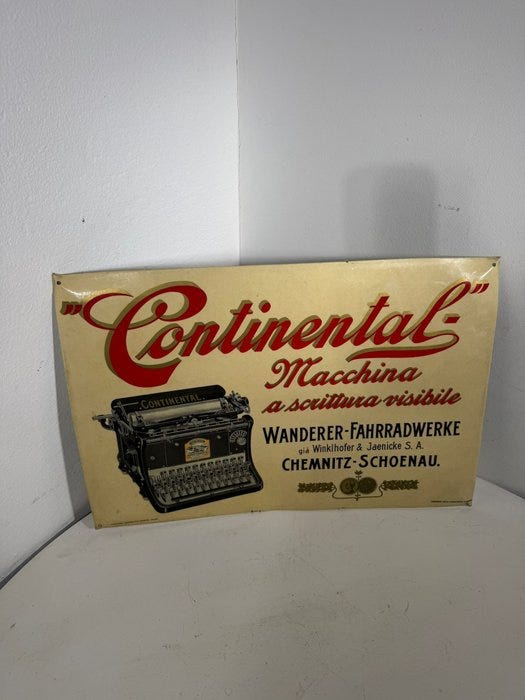 „Continental-”
Macchina
a scrittura visibile
WANDERER-FAHRRADWERKE
già Winklhofer & Jaenicke S. A.
CHEMNITZ-SCHOENAU.
CONTINENTAL.